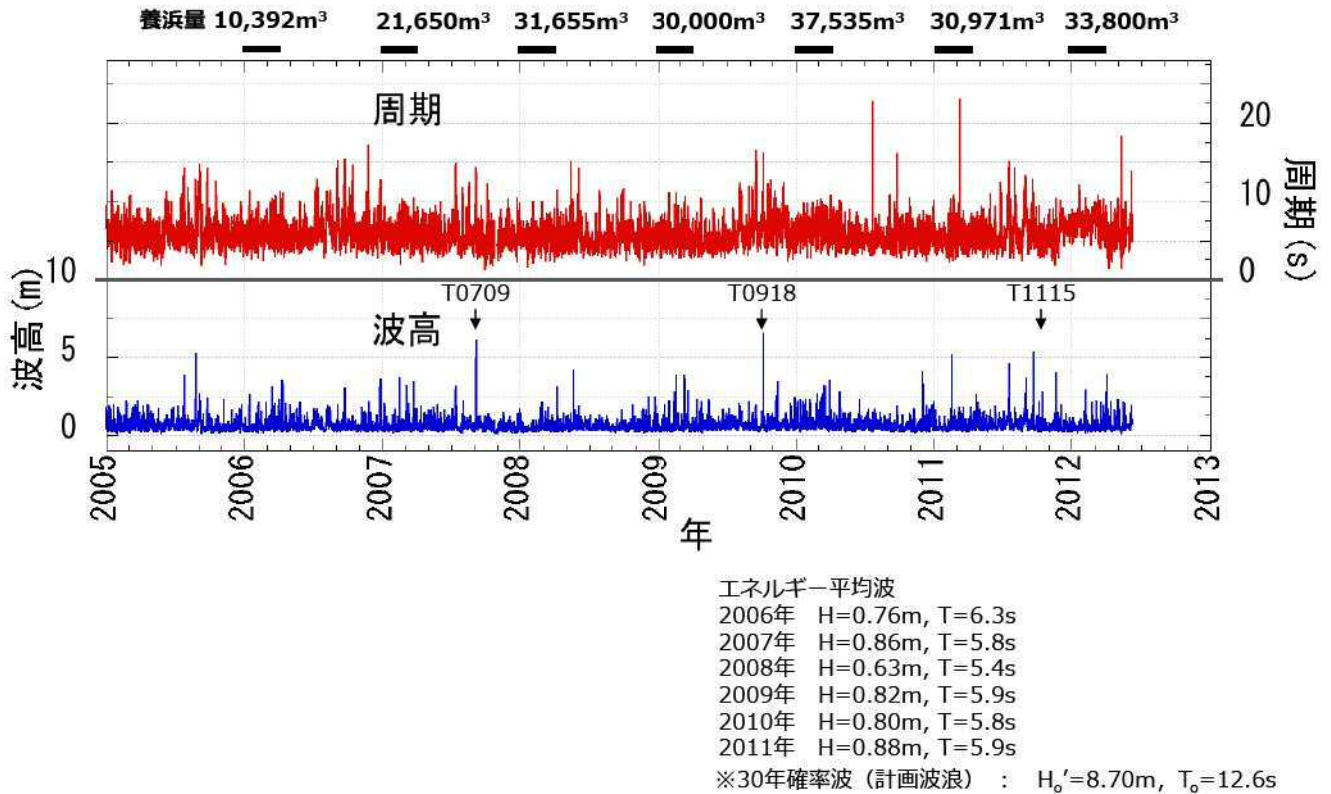 養浜量 10,392m³ 21,650m³ 31,655m³ 30,000m³ 37,535m³ 30,971m³ 33,800m³
周期
20
10
0
周期(s)
10
5
0
波高(m)
T0709 T0918 T1115
波高
2005 2006 2007 2008 2009 2010 2011 2012 2013
年
エネルギー平均波
2006年 H=0.76m, T=6.3s
2007年 H=0.86m, T=5.8s
2008年 H=0.63m, T=5.4s
2009年 H=0.82m, T=5.9s
2010年 H=0.80m, T=5.8s
2011年 H=0.88m, T=5.9s
※30年確率波（計画波浪） ： Hₒ′=8.70m, Tₒ=12.6s